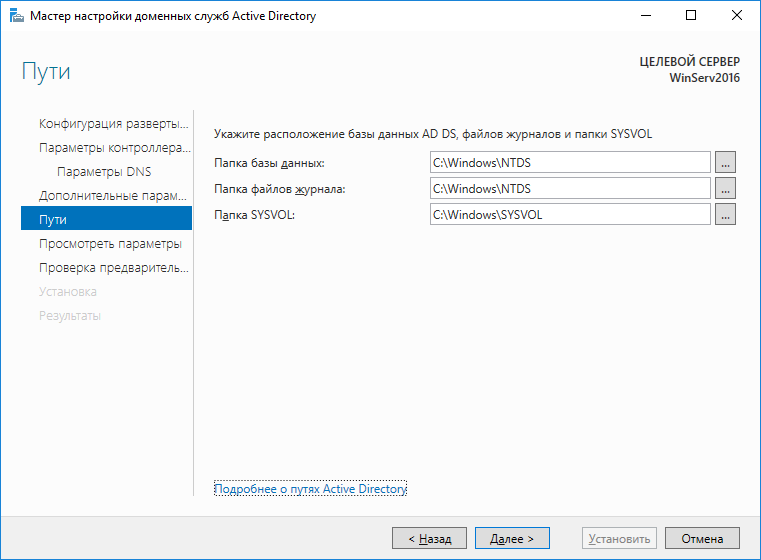 Мастер настройки доменных служб Active Directory
Пути
ЦЕЛЕВОЙ СЕРВЕР
WinServ2016
Конфигурация разверты...
Параметры контроллера...
Параметры DNS
Дополнительные парам...
Пути
Просмотреть параметры
Проверка предваритель...
Установка
Результаты
Укажите расположение базы данных AD DS, файлов журналов и папки SYSVOL
Папка базы данных: C:\Windows\NTDS ...
Папка файлов журнала: C:\Windows\NTDS ...
Папка SYSVOL: C:\Windows\SYSVOL ...
Подробнее о путях Active Directory
< Назад Далее > Установить Отмена